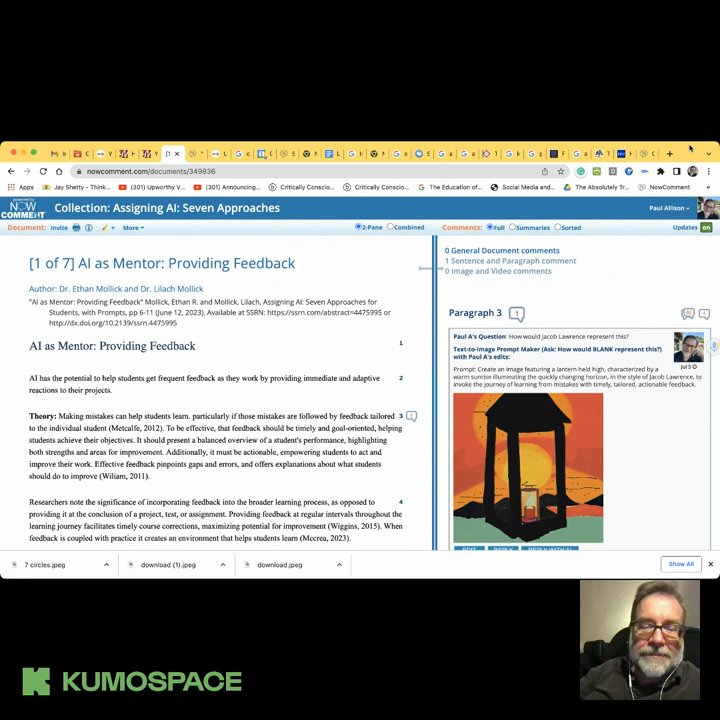 nowcomment.com/documents/349836
Apps
Jay Shetty - Think...
(301) Upworthy V...
(301) Announcing...
Critically Consciou...
Critically Consciou...
The Education of...
Social Media and...
The Absolutely Tr...
NowComment
powered by
NOW
COMMENT
Collection: Assigning AI: Seven Approaches
Paul Allison
Document: Invite
More
2-Pane
Combined
Comments:
Full
Summaries
Sorted
Updates
on
[1 of 7] AI as Mentor: Providing Feedback
Author: Dr. Ethan Mollick and Dr. Lilach Mollick
"AI as Mentor: Providing Feedback" Mollick, Ethan R. and Mollick, Lilach, Assigning AI: Seven Approaches for
Students, with Prompts, pp 6-11 (June 12, 2023). Available at SSRN: https://ssrn.com/abstract=4475995 or
http://dx.doi.org/10.2139/ssrn.4475995
AI as Mentor: Providing Feedback 1
AI has the potential to help students get frequent feedback as they work by providing immediate and adaptive 2
reactions to their projects.
Theory: Making mistakes can help students learn. particularly if those mistakes are followed by feedback tailored 3 1
to the individual student (Metcalfe, 2012). To be effective, that feedback should be timely and goal-oriented, helping
students achieve their objectives. It should present a balanced overview of a student's performance, highlighting
both strengths and areas for improvement. Additionally, it must be actionable, empowering students to act and
improve their work. Effective feedback pinpoints gaps and errors, and offers explanations about what students
should do to improve (Wiliam, 2011).
Researchers note the significance of incorporating feedback into the broader learning process, as opposed to 4
providing it at the conclusion of a project, test, or assignment. Providing feedback at regular intervals throughout the
learning journey facilitates timely course corrections, maximizing potential for improvement (Wiggins, 2015). When
feedback is coupled with practice it creates an environment that helps students learn (Mccrea, 2023).
0 General Document comments
1 Sentence and Paragraph comment
0 Image and Video comments
Paragraph 3 1
Paul A's Question: How would Jacob Lawrence represent this?
Text-to-Image Prompt Maker (Ask: How would BLANK represent this?)
with Paul A's edits:
Jul 5
Prompt: Create an image featuring a lantern held high, characterized by a
warm sunrise illuminating the quickly changing horizon, in the style of Jacob Lawrence, to
invoke the journey of learning from mistakes with timely, tailored, actionable feedback.
EDIT REPLY REPLY WITH AI
7 circles.jpeg
download (1).jpeg
download.jpeg
Show All
KUMOSPACE